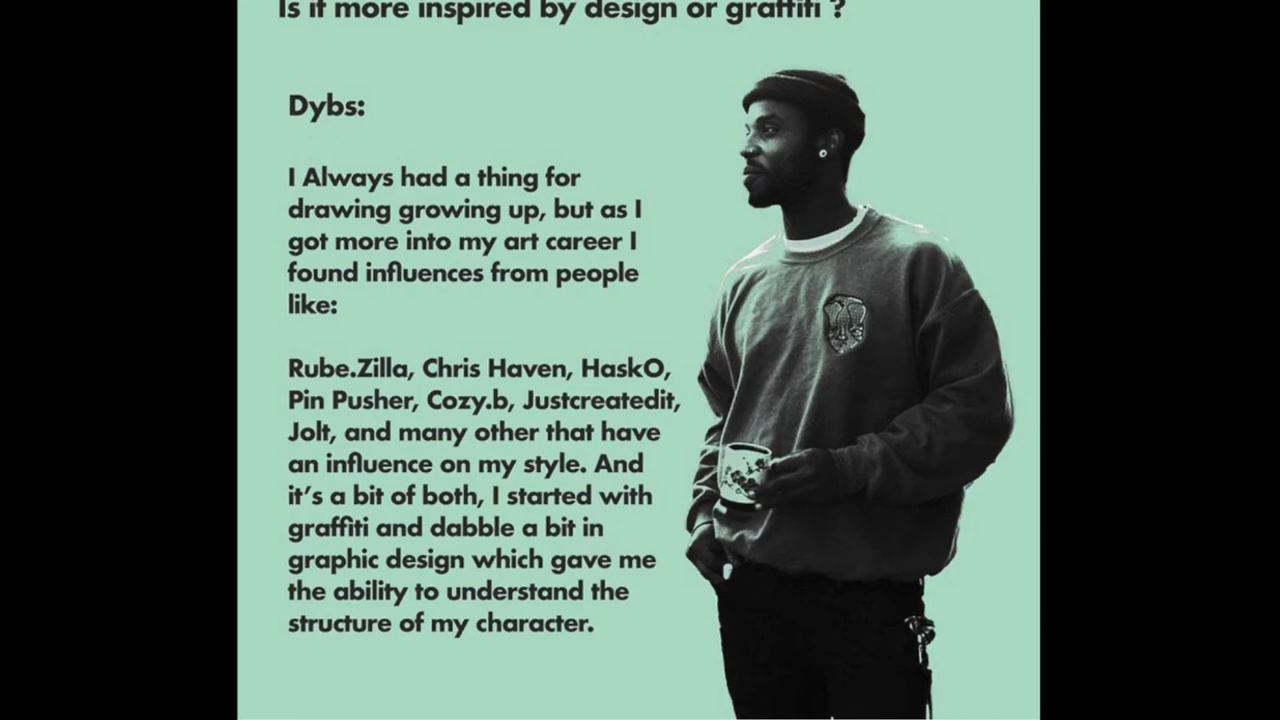 Is it more inspired by design or graffiti ?
Dybs:
I Always had a thing for
drawing growing up, but as I
got more into my art career I
found influences from people
like:
Rube.Zilla, Chris Haven, HaskO,
Pin Pusher, Cozy.b, Justcreatedit,
Jolt, and many other that have
an influence on my style. And
it's a bit of both, I started with
graffiti and dabble a bit in
graphic design which gave me
the ability to understand the
structure of my character.